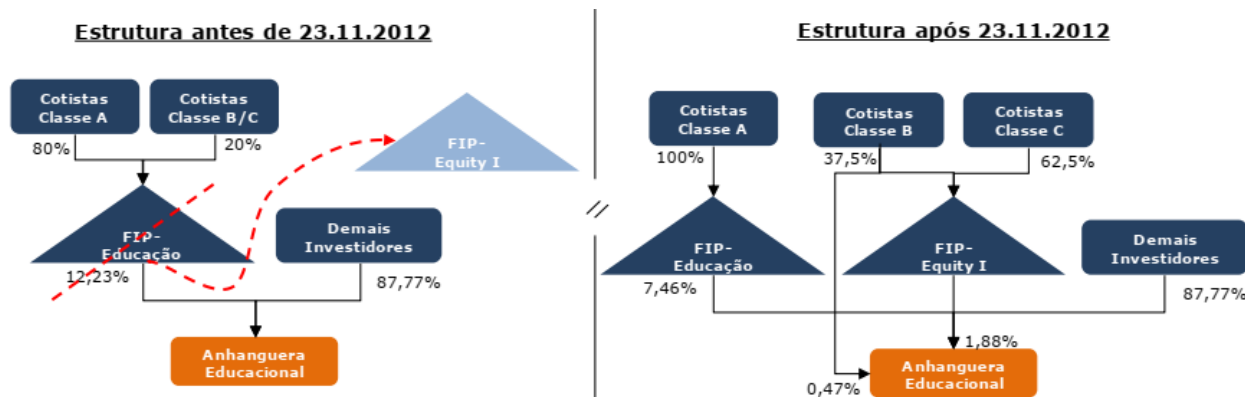 Estrutura antes de 23.11.2012
Cotistas
Classe A
Cotistas
Classe B/C
80%
20%
FIP-
Equity I
FIP-
Educação
12,23%
Demais
Investidores
87,77%
Anhanguera
Educacional
//
Estrutura após 23.11.2012
Cotistas
Classe A
Cotistas
Classe B
Cotistas
Classe C
100%
37,5%
62,5%
FIP-
Educação
7,46%
FIP-
Equity I
Demais
Investidores
87,77%
1,88%
Anhanguera
Educacional
0,47%